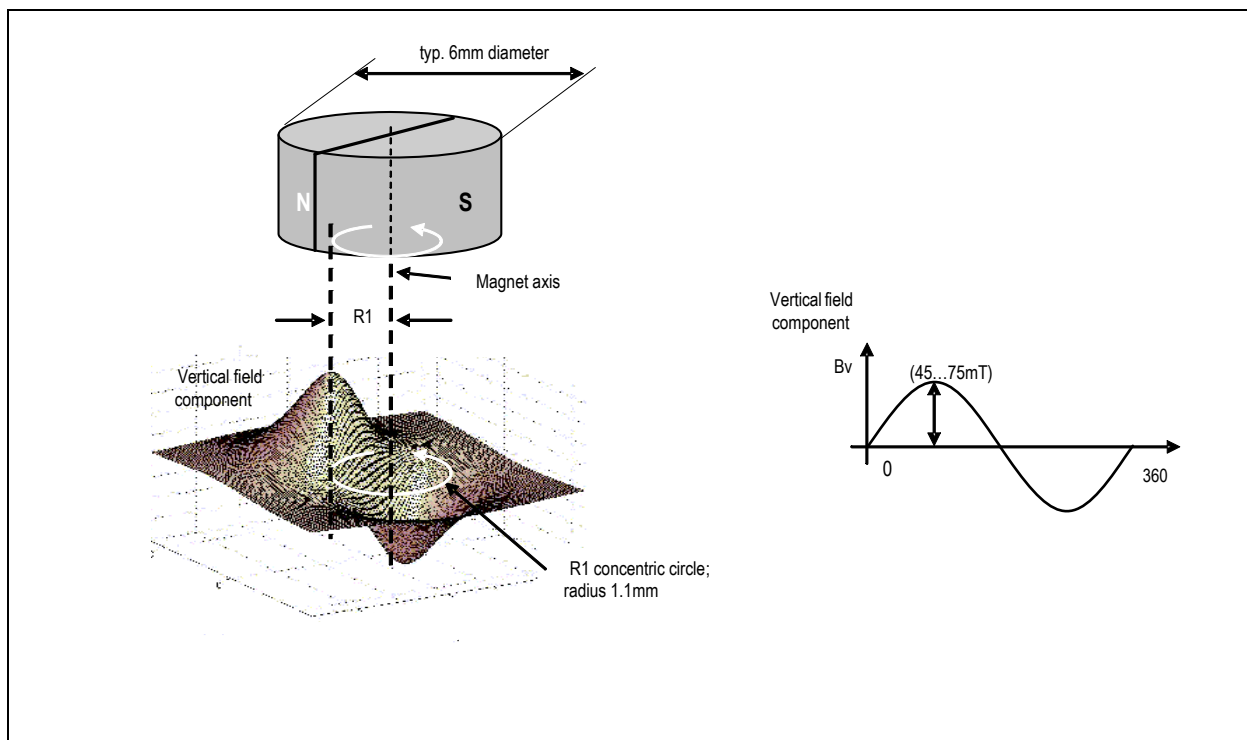 typ. 6mm diameter
N
S
Magnet axis
R1
Vertical field
component
R1 concentric circle;
radius 1.1mm
Vertical field
component
Bv
(45…75mT)
0
360